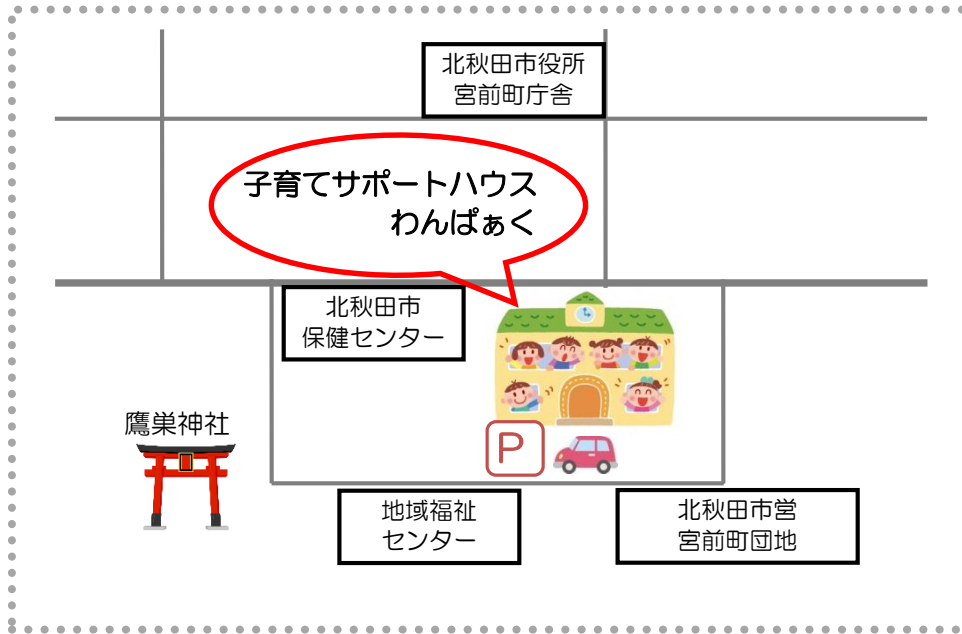 北秋田市役所
宮前町庁舎
子育てサポートハウス
わんぱぁく
北秋田市
保健センター
鷹巣神社
P
地域福祉
センター
北秋田市営
宮前町団地